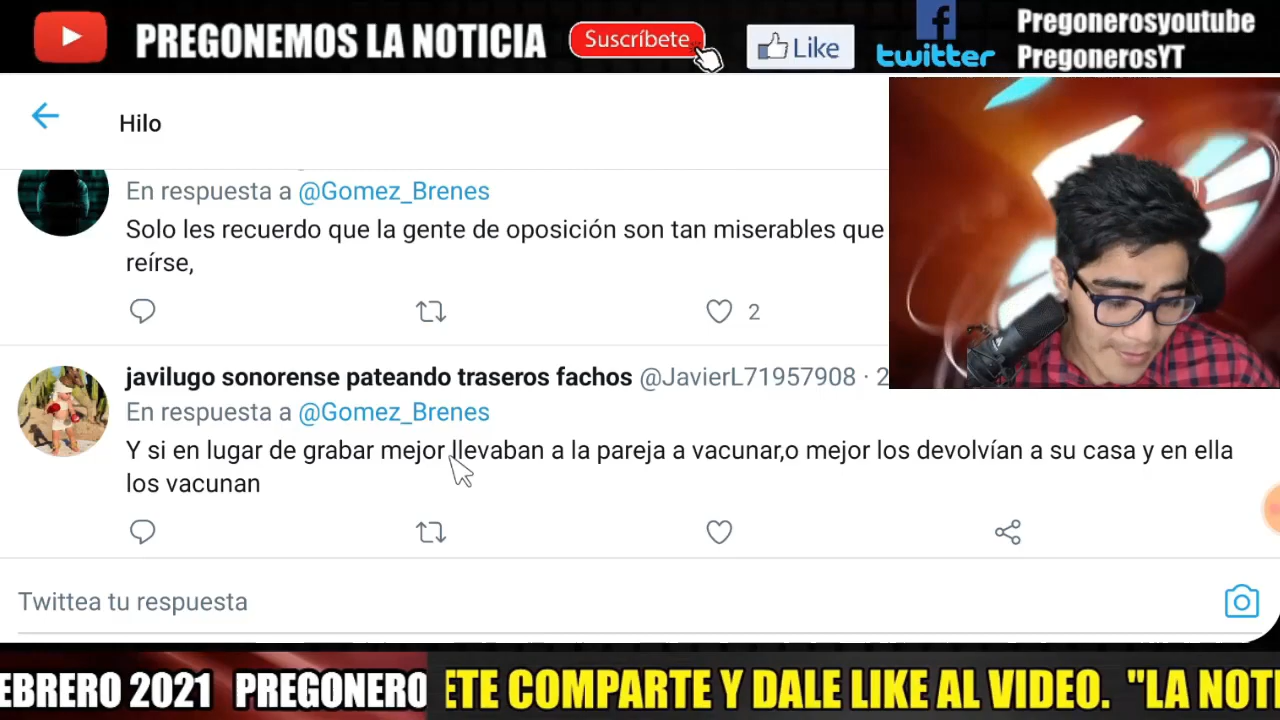 PREGONEMOS LA NOTICIA
Suscríbete
Like
twitter
Pregonerosyoutube
PregonerosYT
Hilo
En respuesta a @Gomez_Brenes
Solo les recuerdo que la gente de oposición son tan miserables que
reírse,
2
javilugo sonorense pateando traseros fachos @JavierL71957908 · 2
En respuesta a @Gomez_Brenes
Y si en lugar de grabar mejor llevaban a la pareja a vacunar,o mejor los devolvían a su casa y en ella
los vacunan
Twittea tu respuesta
EBRERO 2021 PREGONERO
ETE COMPARTE Y DALE LIKE AL VIDEO. "LA NOTI